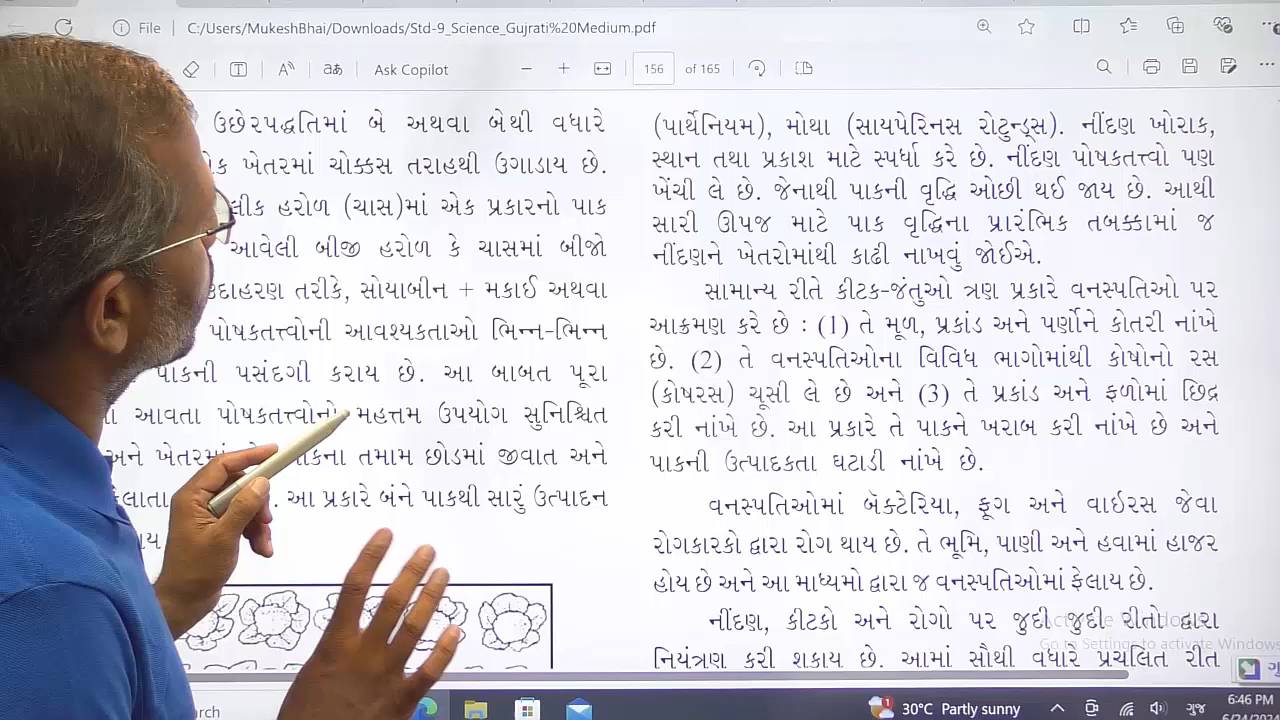 File
C:/Users/MukeshBhai/Downloads/Std-9_Science_Gujrati%20Medium.pdf
Ask Copilot
156 of 165
ઉછેરપદ્ધતિમાં બે અથવા બેથી વધારે
ખેતરમાં ચોક્કસ તરાહથી ઉગાડાય છે.
હરોળ (ચાસ)માં એક પ્રકારનો પાક
આવેલી બીજી હરોળ કે ચાસમાં બીજો
ઉદાહરણ તરીકે, સોયાબીન + મકાઈ અથવા
પોષકતત્ત્વોની આવશ્યકતાઓ ભિન્ન-ભિન્ન
પાકની પસંદગી કરાય છે. આ બાબત પૂરા
આવતા પોષકતત્ત્વોનો મહત્તમ ઉપયોગ સુનિશ્ચિત
અને તમામ છોડમાં જીવાત અને
આ પ્રકારે બંને પાકથી સારું ઉત્પાદન
(પાર્થેનિયમ), મોથા (સાયપેરિનસ રોટુન્ડ્સ). નીંદણ ખોરાક,
સ્થાન તથા પ્રકાશ માટે સ્પર્ધા કરે છે. નીંદણ પોષકતત્ત્વો પણ
ખેંચી લે છે. જેનાથી પાકની વૃદ્ધિ ઓછી થઈ જાય છે. આથી
સારી ઊપજ માટે પાક વૃદ્ધિના પ્રારંભિક તબક્કામાં જ
નીંદણને ખેતરોમાંથી કાઢી નાખવું જોઈએ.
સામાન્ય રીતે કીટક-જંતુઓ ત્રણ પ્રકારે વનસ્પતિઓ પર
આક્રમણ કરે છે : (1) તે મૂળ, પ્રકાંડ અને પર્ણોને કોતરી નાંખે
છે. (2) તે વનસ્પતિઓના વિવિધ ભાગોમાંથી કોષોનો રસ
(કોષરસ) ચૂસી લે છે અને (3) તે પ્રકાંડ અને ફળોમાં છિદ્ર
કરી નાંખે છે. આ પ્રકારે તે પાકને ખરાબ કરી નાંખે છે અને
પાકની ઉત્પાદકતા ઘટાડી નાંખે છે.
વનસ્પતિઓમાં બૅક્ટેરિયા, ફૂગ અને વાઇરસ જેવા
રોગકારકો દ્વારા રોગ થાય છે. તે ભૂમિ, પાણી અને હવામાં હાજર
હોય છે અને આ માધ્યમો દ્વારા જ વનસ્પતિઓમાં ફેલાય છે.
નીંદણ, કીટકો અને રોગો પર જુદી જુદી રીતો દ્વારા
નિયંત્રણ કરી શકાય છે. આમાં સૌથી વધારે પ્રચલિત રીત
Go to Settings to activate Windows
30°C Partly sunny
ગુજ
6:46 PM